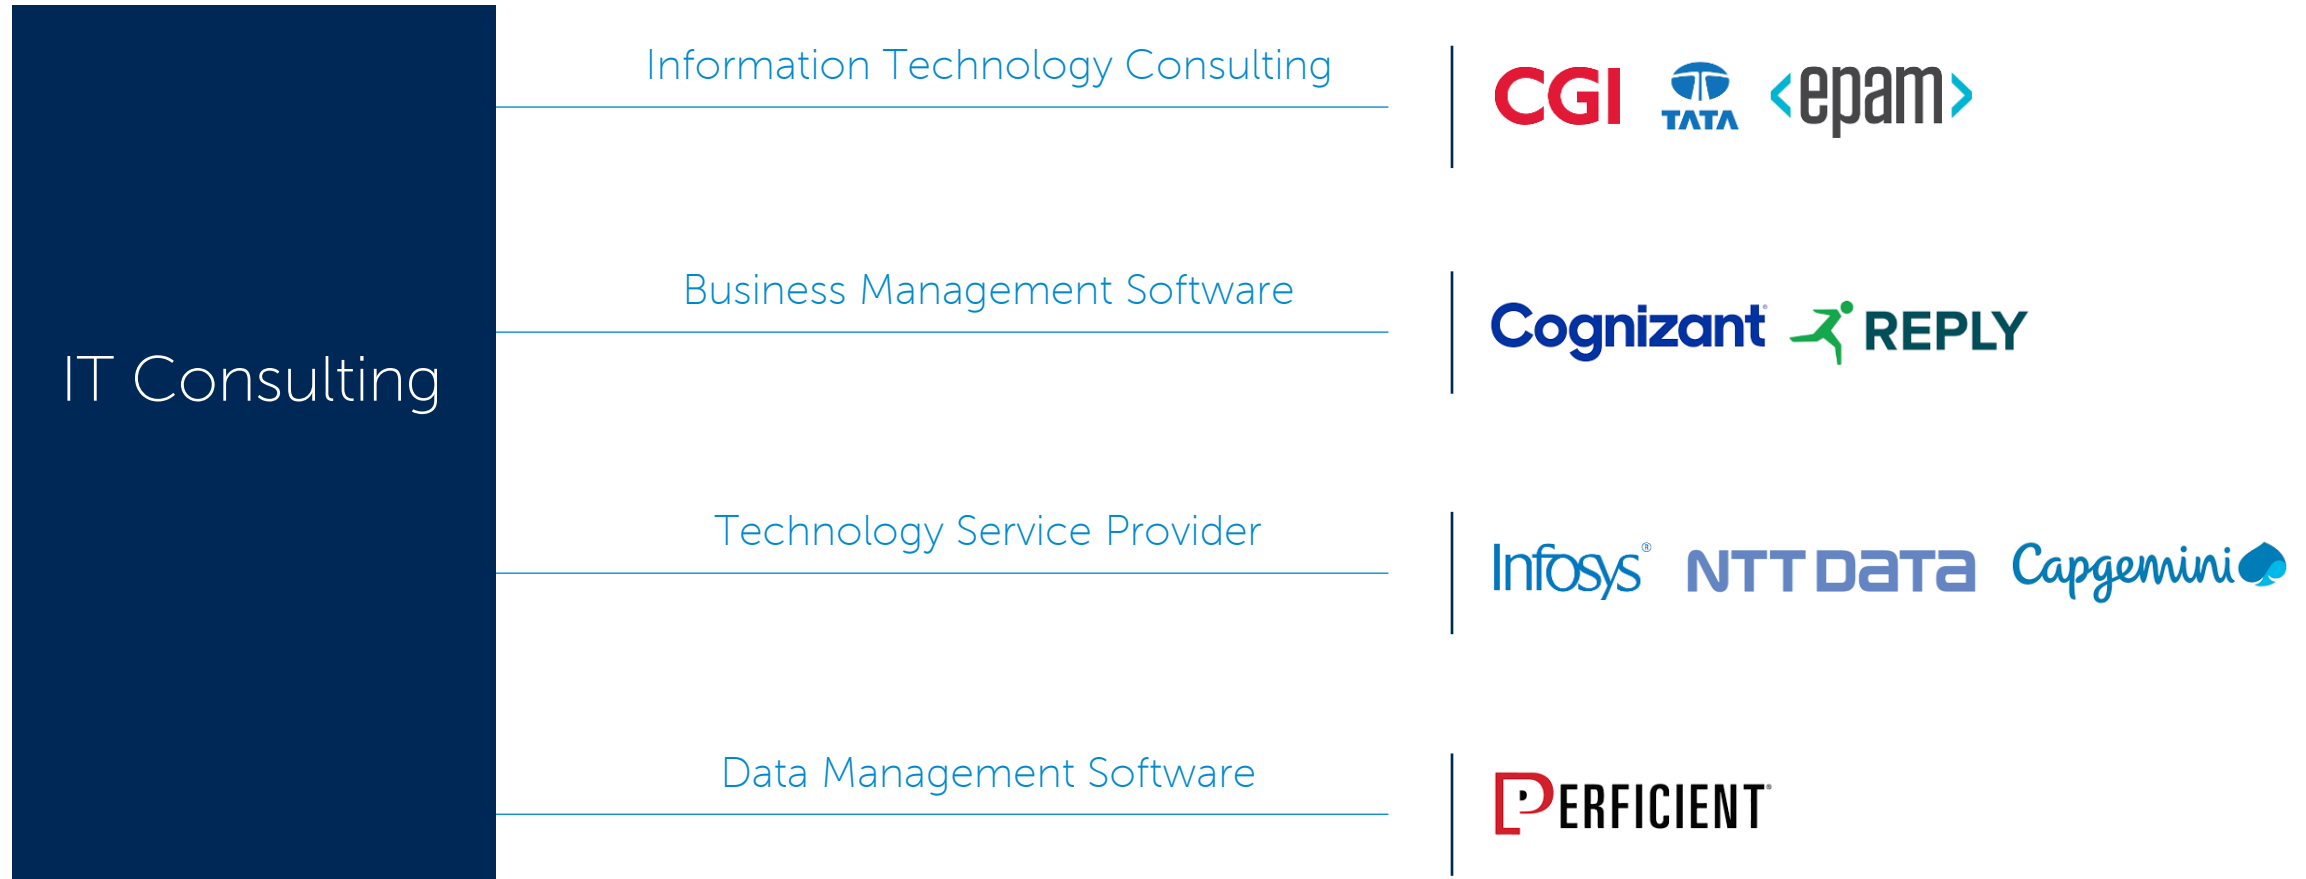 IT Consulting
Information Technology Consulting
CGI TATA <epam>
Business Management Software
Cognizant® REPLY
Technology Service Provider
Infosys® NTT DATA Capgemini
Data Management Software
PERFICIENT®